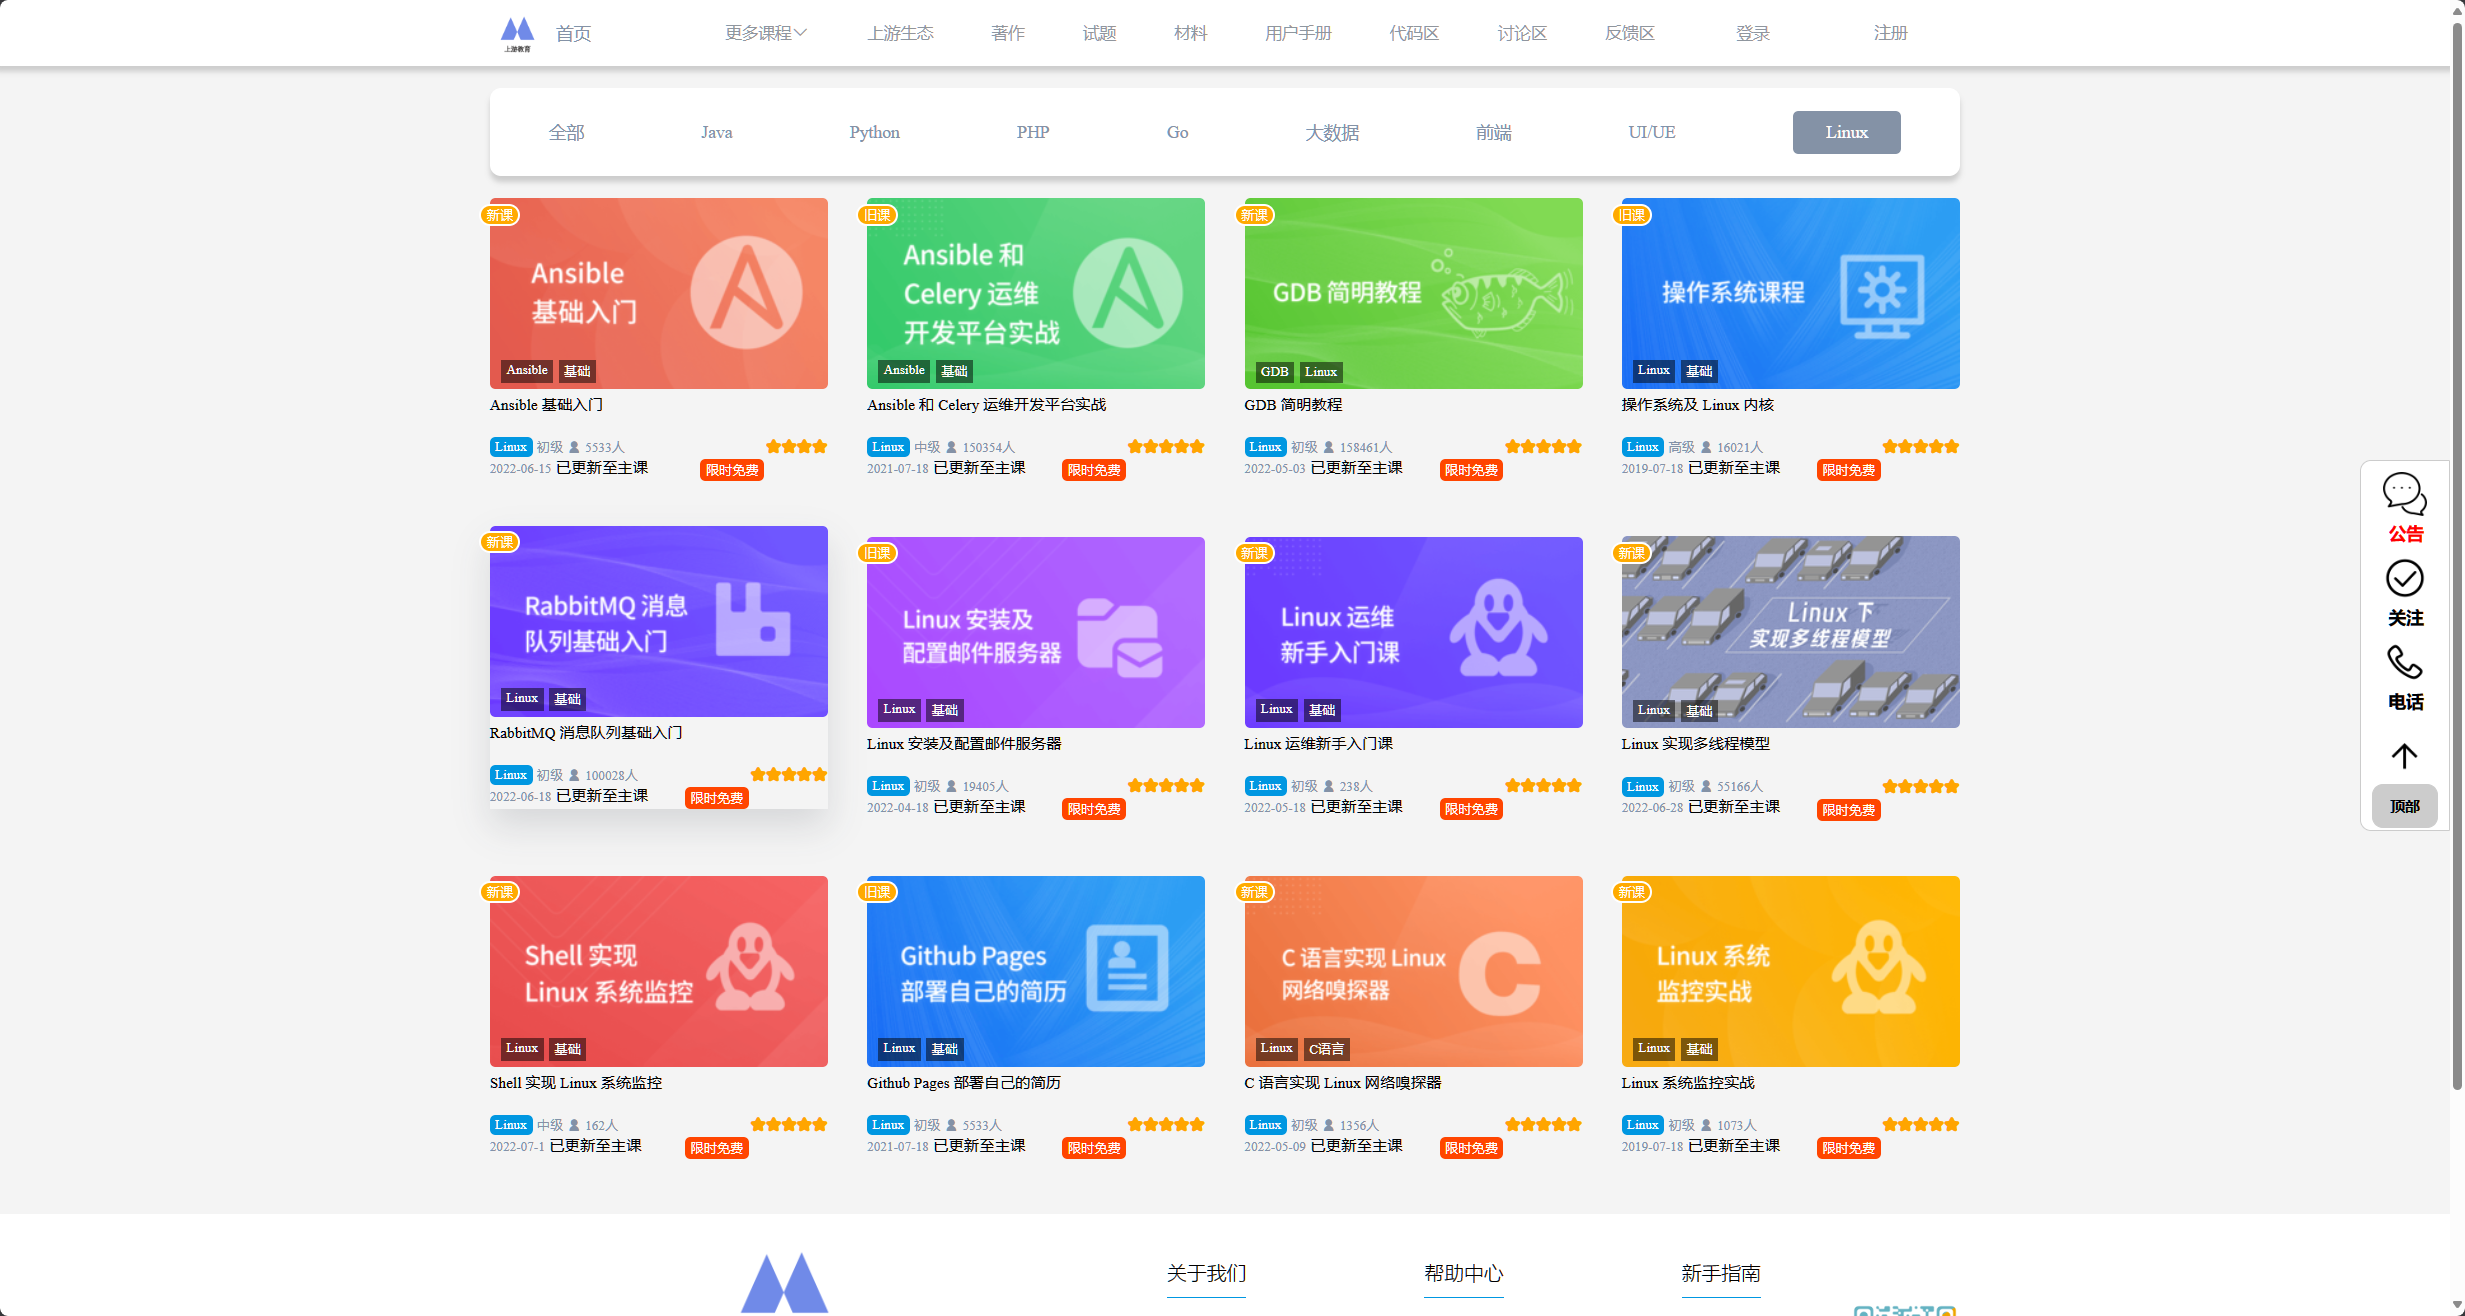 上游教育
首页 更多课程 上游生态 著作 试题 材料 用户手册 代码区 讨论区 反馈区 登录 注册
全部 Java Python PHP Go 大数据 前端 UI/UE Linux
新课
Ansible
基础入门
Ansible 基础
Ansible 基础入门
Linux 初级 5533人
2022-06-15 已更新至主课 限时免费
旧课
Ansible 和
Celery 运维
开发平台实战
Ansible 基础
Ansible 和 Celery 运维开发平台实战
Linux 中级 150354人
2021-07-18 已更新至主课 限时免费
新课
GDB 简明教程
GDB Linux
GDB 简明教程
Linux 初级 158461人
2022-05-03 已更新至主课 限时免费
旧课
操作系统课程
Linux 基础
操作系统及 Linux 内核
Linux 高级 16021人
2019-07-18 已更新至主课 限时免费
新课
RabbitMQ 消息
队列基础入门
Linux 基础
RabbitMQ 消息队列基础入门
Linux 初级 100028人
2022-06-18 已更新至主课 限时免费
旧课
Linux 安装及
配置邮件服务器
Linux 基础
Linux 安装及配置邮件服务器
Linux 初级 19405人
2022-04-18 已更新至主课 限时免费
新课
Linux 运维
新手入门课
Linux 基础
Linux 运维新手入门课
Linux 初级 238人
2022-05-18 已更新至主课 限时免费
新课
Linux 下
实现多线程模型
Linux 基础
Linux 实现多线程模型
Linux 初级 55166人
2022-06-28 已更新至主课 限时免费
新课
Shell 实现
Linux 系统监控
Linux 基础
Shell 实现 Linux 系统监控
Linux 中级 162人
2022-07-1 已更新至主课 限时免费
旧课
Github Pages
部署自己的简历
Linux 基础
Github Pages 部署自己的简历
Linux 初级 5533人
2021-07-18 已更新至主课 限时免费
新课
C 语言实现 Linux
网络嗅探器
Linux C语言
C 语言实现 Linux 网络嗅探器
Linux 初级 1356人
2022-05-09 已更新至主课 限时免费
新课
Linux 系统
监控实战
Linux 基础
Linux 系统监控实战
Linux 初级 1073人
2019-07-18 已更新至主课 限时免费
公告
关注
电话
顶部
关于我们 帮助中心 新手指南